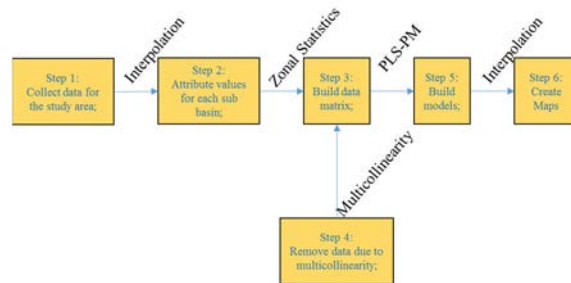 Step 1:
Collect data for
the study area;
Interpolation
Step 2:
Attribute values
for each sub
basin;
Zonal Statistics
Step 3:
Build data
matrix;
PLS-PM
Step 5:
Build
models;
Interpolation
Step 6:
Create
Maps
Multicollinearity
Step 4:
Remove data due to
multicollinearity;